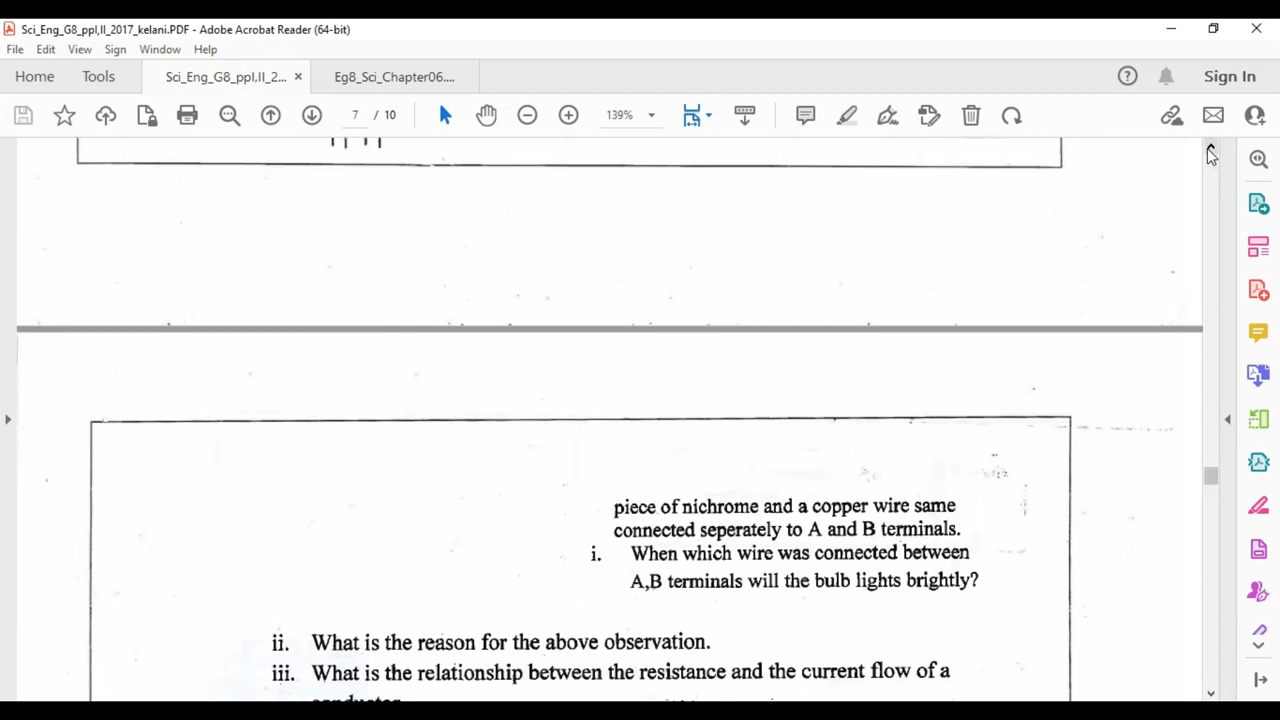 Sci_Eng_G8_ppl,II_2017_kelani.PDF - Adobe Acrobat Reader (64-bit)
File Edit View Sign Window Help
Home Tools Sci_Eng_G8_ppl,II_2... × Eg8_Sci_Chapter06.... Sign In
7 / 10 139%
piece of nichrome and a copper wire same
connected seperately to A and B terminals.
i. When which wire was connected between
A,B terminals will the bulb lights brightly?
ii. What is the reason for the above observation.
iii. What is the relationship between the resistance and the current flow of a